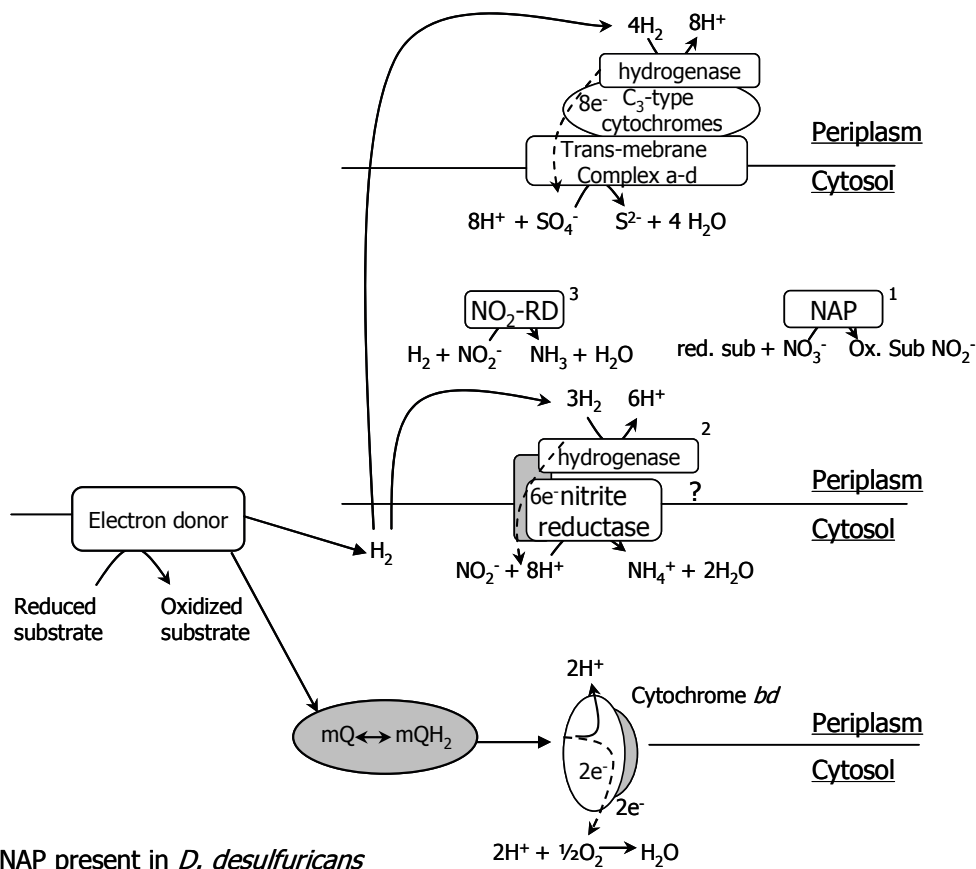 4H₂ 8H⁺
hydrogenase
8e⁻ C₃-type
cytochromes
Periplasm
Trans-mebrane
Complex a-d
Cytosol
8H⁺ + SO₄⁻ S²⁻ + 4 H₂O
NO₂-RD 3
NAP 1
H₂ + NO₂⁻ NH₃ + H₂O
red. sub + NO₃⁻ Ox. Sub NO₂⁻
3H₂ 6H⁺
hydrogenase 2
Periplasm
6e⁻ nitrite
reductase
?
Cytosol
Electron donor
H₂
NO₂⁻ + 8H⁺ NH₄⁺ + 2H₂O
Reduced
substrate
Oxidized
substrate
2H⁺
Cytochrome bd
Periplasm
mQ mQH₂
Cytosol
2e⁻
2e⁻
2H⁺ + ½O₂ H₂O
NAP present in D. desulfuricans